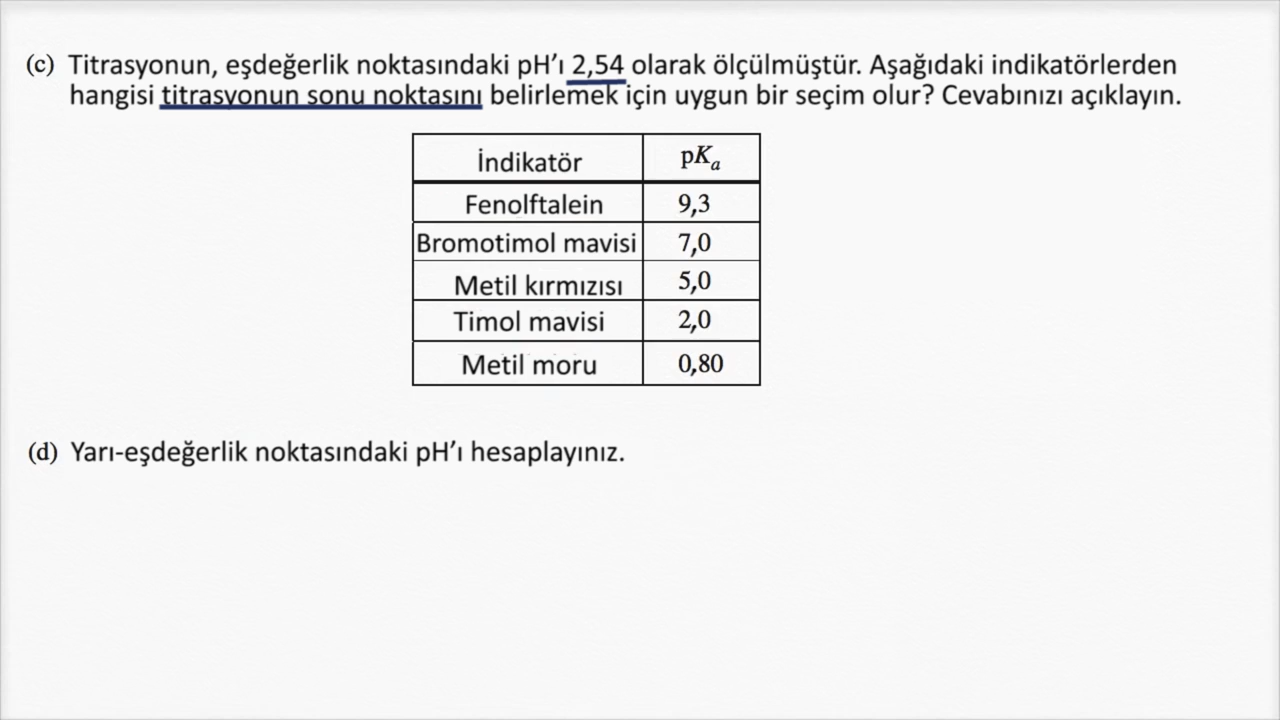 (c) Titrasyonun, eşdeğerlik noktasındaki pH'ı 2,54 olarak ölçülmüştür. Aşağıdaki indikatörlerden
hangisi titrasyonun sonu noktasını belirlemek için uygun bir seçim olur? Cevabınızı açıklayın.
İndikatör pKₐ
Fenolftalein 9,3
Bromotimol mavisi 7,0
Metil kırmızısı 5,0
Timol mavisi 2,0
Metil moru 0,80
(d) Yarı-eşdeğerlik noktasındaki pH'ı hesaplayınız.